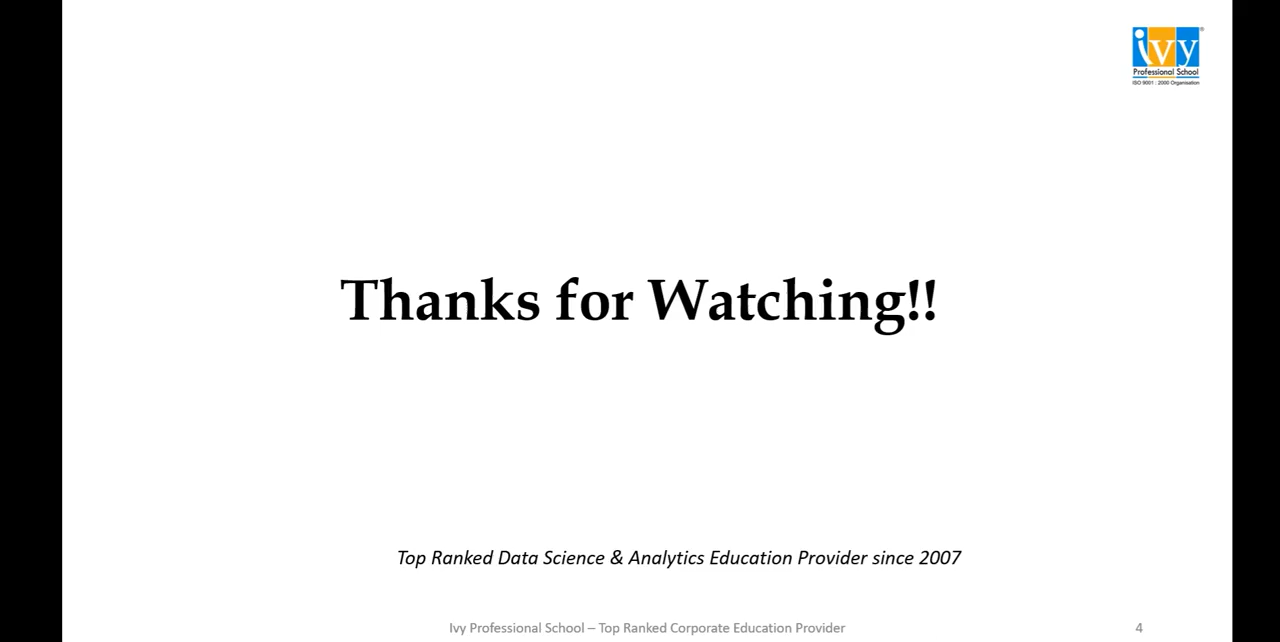 ivy
Professional School
ISO 9001 : 2000 Organisation
Thanks for Watching!!
Top Ranked Data Science & Analytics Education Provider since 2007
Ivy Professional School – Top Ranked Corporate Education Provider
4